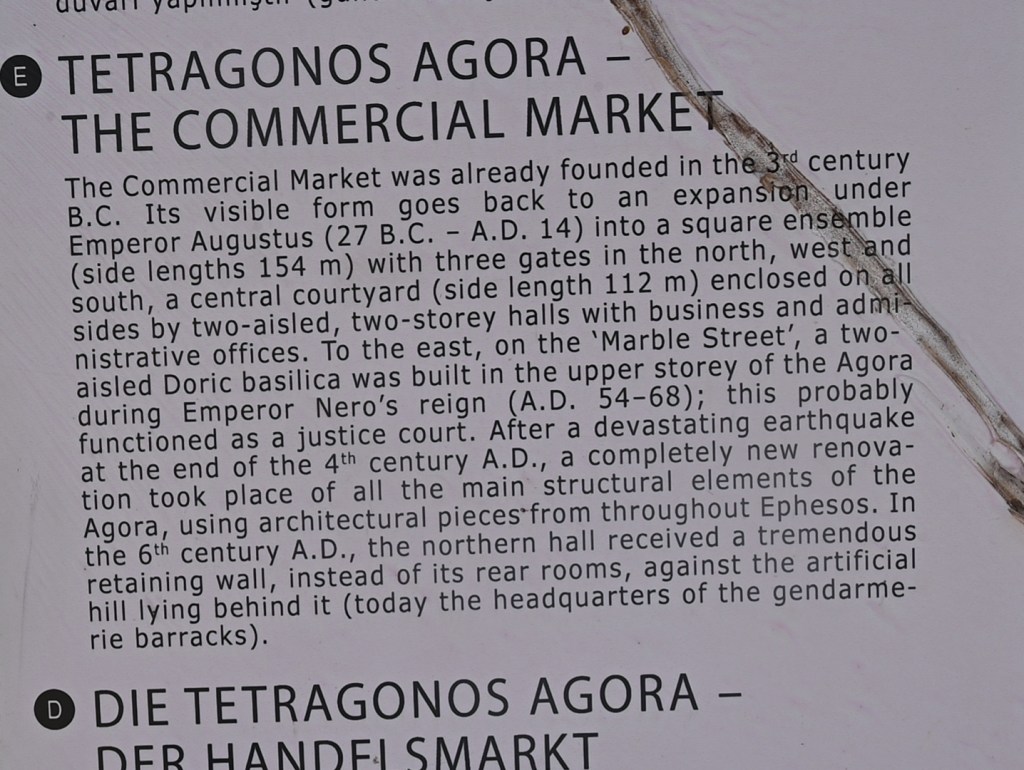 duvarı yapılmıştır
E TETRAGONOS AGORA –
THE COMMERCIAL MARKET
The Commercial Market was already founded in the 3rd century
B.C. Its visible form goes back to an expansion under
Emperor Augustus (27 B.C. – A.D. 14) into a square ensemble
(side lengths 154 m) with three gates in the north, west and
south, a central courtyard (side length 112 m) enclosed on all
sides by two-aisled, two-storey halls with business and admi-
nistrative offices. To the east, on the ‘Marble Street’, a two-
aisled Doric basilica was built in the upper storey of the Agora
during Emperor Nero’s reign (A.D. 54–68); this probably
functioned as a justice court. After a devastating earthquake
at the end of the 4th century A.D., a completely new renova-
tion took place of all the main structural elements of the
Agora, using architectural pieces from throughout Ephesos. In
the 6th century A.D., the northern hall received a tremendous
retaining wall, instead of its rear rooms, against the artificial
hill lying behind it (today the headquarters of the gendarme-
rie barracks).
D DIE TETRAGONOS AGORA –
DER HANDELSMARKT